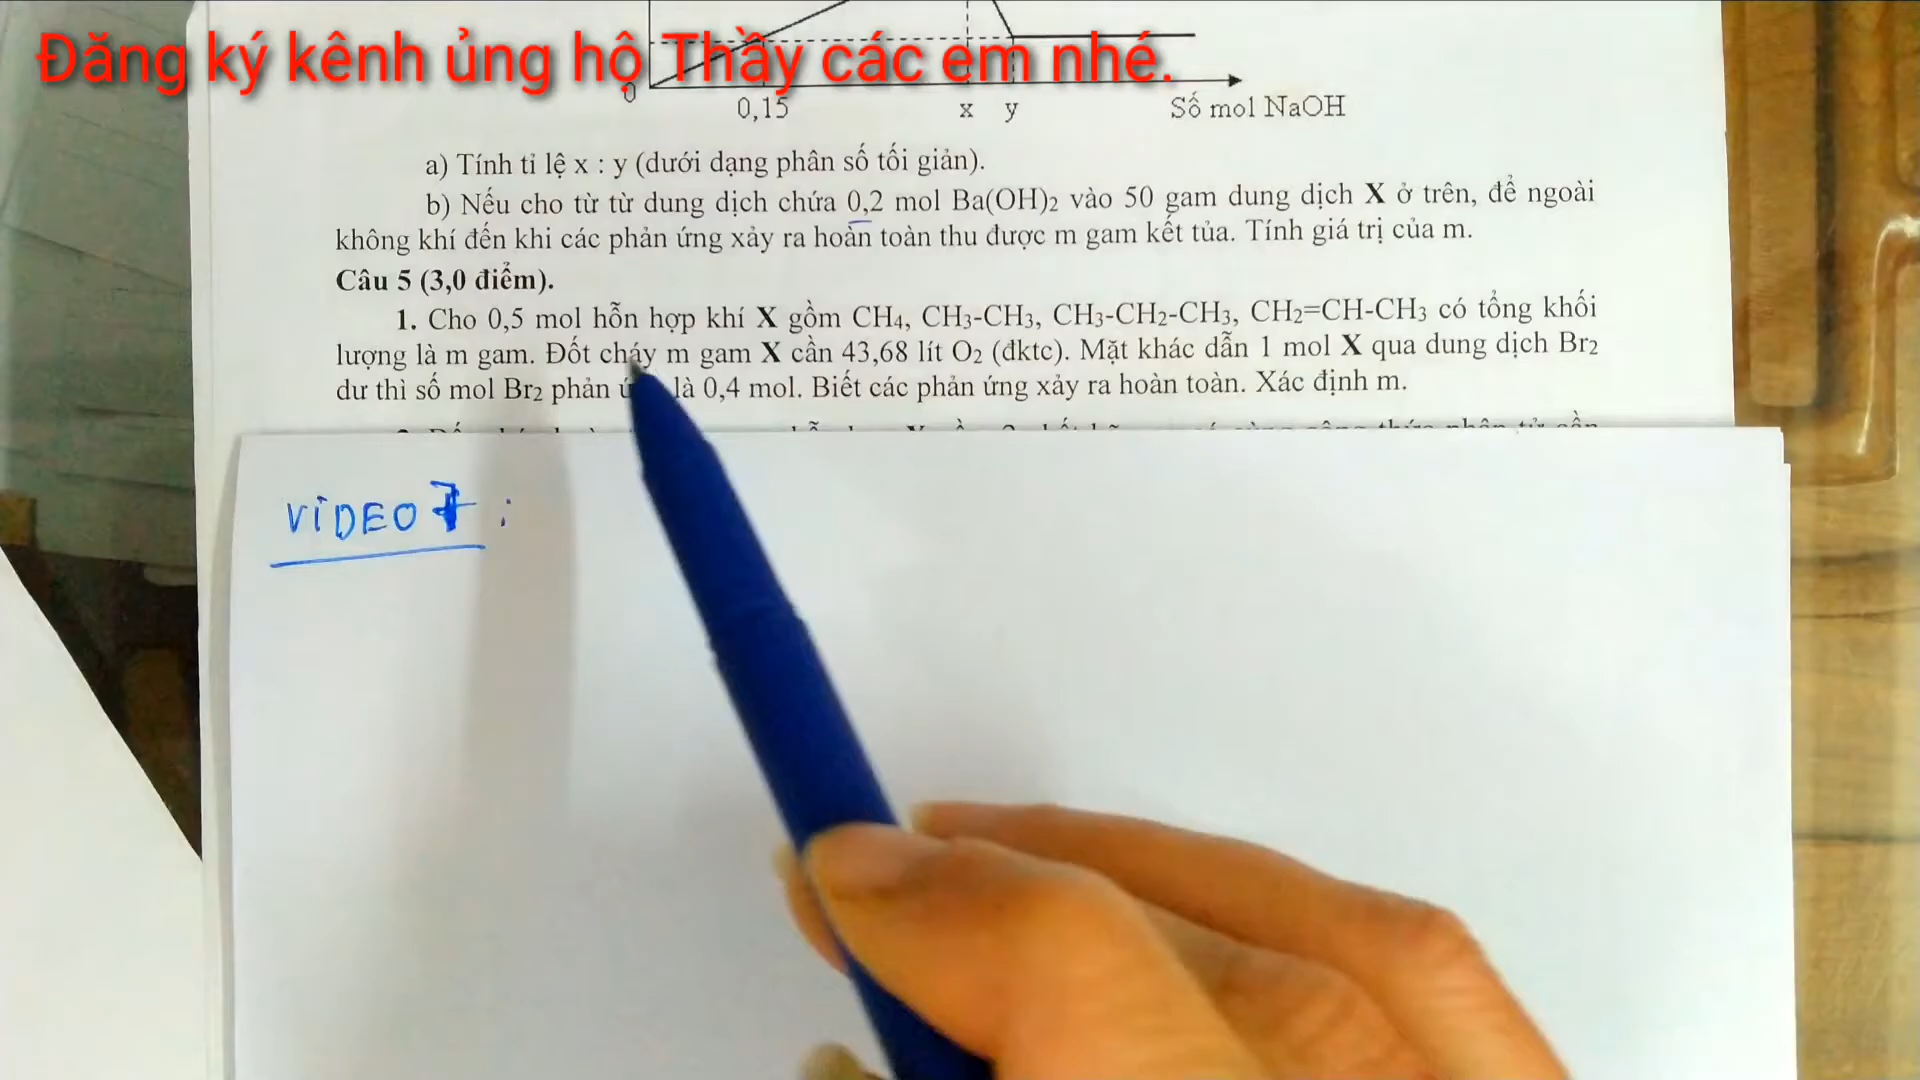 Đăng ký kênh ủng hộ Thầy các em nhé.
0
0,15
x
y
Số mol NaOH
a) Tính tỉ lệ x : y (dưới dạng phân số tối giản).
b) Nếu cho từ từ dung dịch chứa 0,2 mol Ba(OH)₂ vào 50 gam dung dịch X ở trên, để ngoài
không khí đến khi các phản ứng xảy ra hoàn toàn thu được m gam kết tủa. Tính giá trị của m.
Câu 5 (3,0 điểm).
1. Cho 0,5 mol hỗn hợp khí X gồm CH₄, CH₃-CH₃, CH₃-CH₂-CH₃, CH₂=CH-CH₃ có tổng khối
lượng là m gam. Đốt cháy m gam X cần 43,68 lít O₂ (đktc). Mặt khác dẫn 1 mol X qua dung dịch Br₂
dư thì số mol Br₂ phản là 0,4 mol. Biết các phản ứng xảy ra hoàn toàn. Xác định m.
ViDEO 7 :